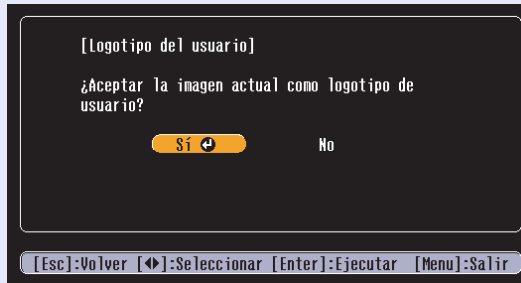 [Logotipo del usuario]
¿Aceptar la imagen actual como logotipo de
usuario?
Sí No
[Esc]:Volver [◆]:Seleccionar [Enter]:Ejecutar [Menu]:Salir